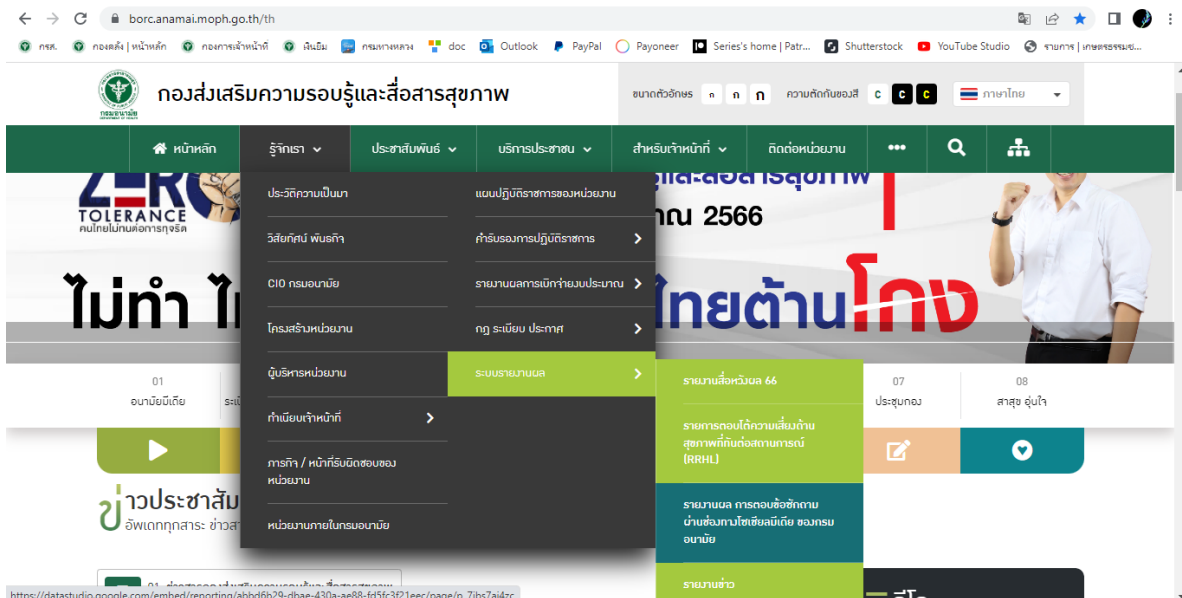 borc.anamai.moph.go.th/th
กรส.
กองคลัง | หน้าหลัก
กองการเจ้าหน้าที่
ฝนยิม
กรมทางหลวง
doc
Outlook
PayPal
Payoneer
Series's home | Patr...
Shutterstock
YouTube Studio
รายการ | เกษตรธรรมช...
กองส่งเสริมความรอบรู้และสื่อสารสุขภาพ
กรมอนามัย
ขนาดตัวอักษร ก ก ก ความตัดกันของสี C C C ภาษาไทย
หน้าหลัก
รู้จักเรา
ประชาสัมพันธ์
บริการประชาชน
สำหรับเจ้าหน้าที่
ติดต่อหน่วยงาน
ZERO
TOLERANCE
คนไทยไม่ทนต่อการทุจริต
2566
ไม่ทำ
ไทยต้านโกง
ประวัติความเป็นมา
วิสัยทัศน์ พันธกิจ
CIO กรมอนามัย
โครงสร้างหน่วยงาน
ผู้บริหารหน่วยงาน
ทำเนียบเจ้าหน้าที่
ภารกิจ / หน้าที่รับผิดชอบของ
หน่วยงาน
หน่วยงานภายในกรมอนามัย
แผนปฏิบัติราชการของหน่วยงาน
คำรับรองการปฏิบัติราชการ
รายงานผลการเบิกจ่ายงบประมาณ
กฎ ระเบียบ ประกาศ
ระบบรายงานผล
รายงานสื่อหวังผล 66
รายการตอบโต้ความเสี่ยงด้าน
สุขภาพที่ทันต่อสถานการณ์
(RRHL)
รายงานผล การตอบข้อซักถาม
ผ่านช่องทางโซเชียลมีเดีย ของกรม
อนามัย
รายงานข่าว
01
อนามัยมีเดีย
07
ประชุมกอง
08
สาสุข อุ่นใจ
ข่าวประชาสัม
อัพเดททุกสาระ ข่าวสา
https://datastudio.google.com/embed/reporting/abbd6b29-dbae-430a-ae88-fd5fc3f21eec/page/p_7ibs7ai4zc